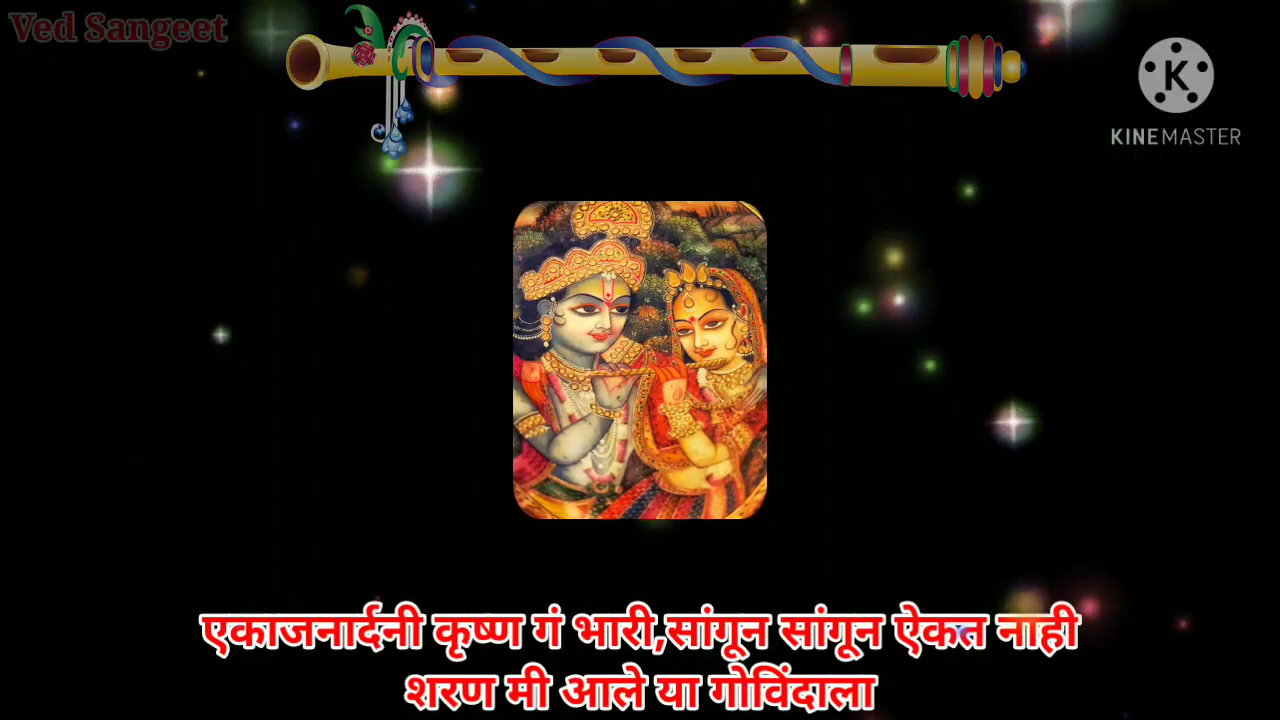 Ved Sangeet
K
KINEMASTER
एकाजनार्दनी कृष्ण गं भारी,सांगून सांगून ऐकत नाही
शरण मी आले या गोविंदाला